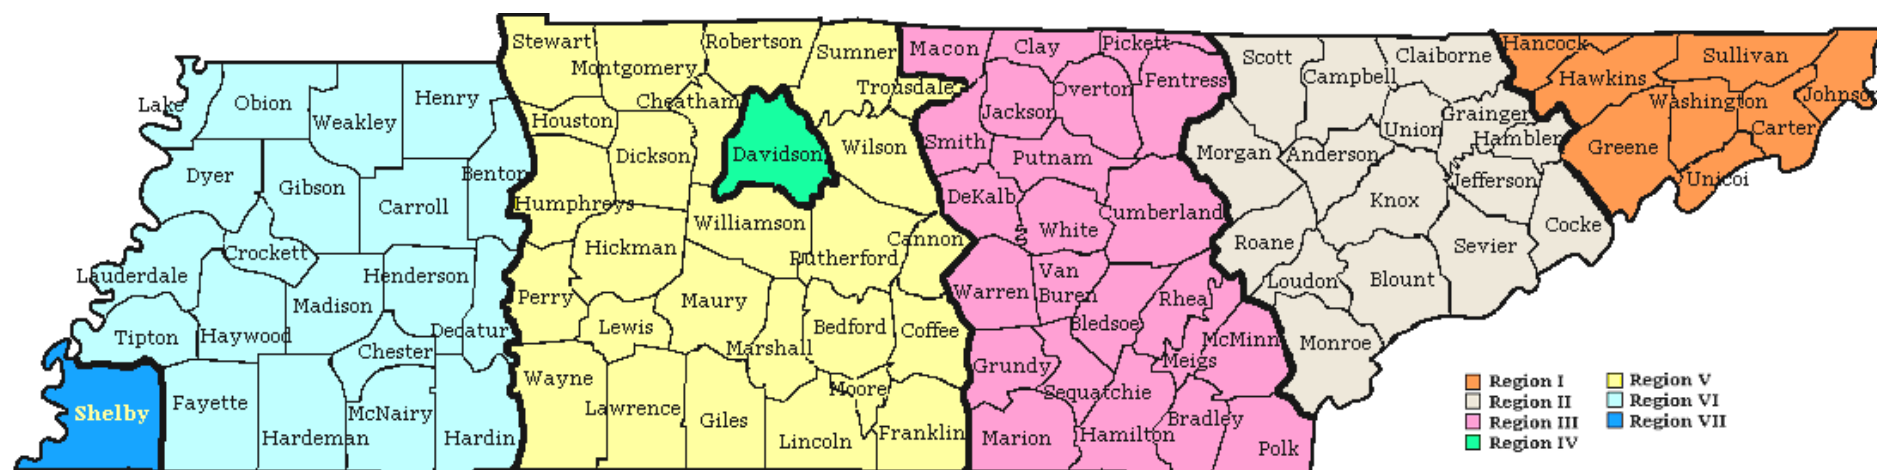 Stewart
Robertson
Sumner
Macon
Clay
Pickett
Scott
Claiborne
Hancock
Sullivan
Montgomery
Fentress
Campbell
Hawkins
Lake
Obion
Henry
Cheatham
Trousdale
Overton
Washington
Johnso
Weakley
Houston
Jackson
Grainger
Union
Hambler
Carter
Dickson
Davidson
Wilson
Smith
Putnam
Morgan
Anderson
Greene
Dyer
Gibson
Benton
Jefferson
Unicoi
Carroll
Humphreys
Williamson
DeKalb
White
Cumberland
Knox
Cocke
Crockett
Hickman
Rutherford
Cannon
Roane
Sevier
Lauderdale
Henderson
Madison
Perry
Maury
Warren
Van
Buren
Rhea
Loudon
Blount
Tipton
Haywood
Decatur
Lewis
Bedford
Coffee
Bledsoe
McMinn
Monroe
Chester
Marshall
Grundy
Meigs
Wayne
Moore
Sequatchie
Shelby
Fayette
McNairy
Lawrence
Giles
Bradley
Hardeman
Hardin
Lincoln
Franklin
Marion
Hamilton
Polk
Region I
Region II
Region III
Region IV
Region V
Region VI
Region VII